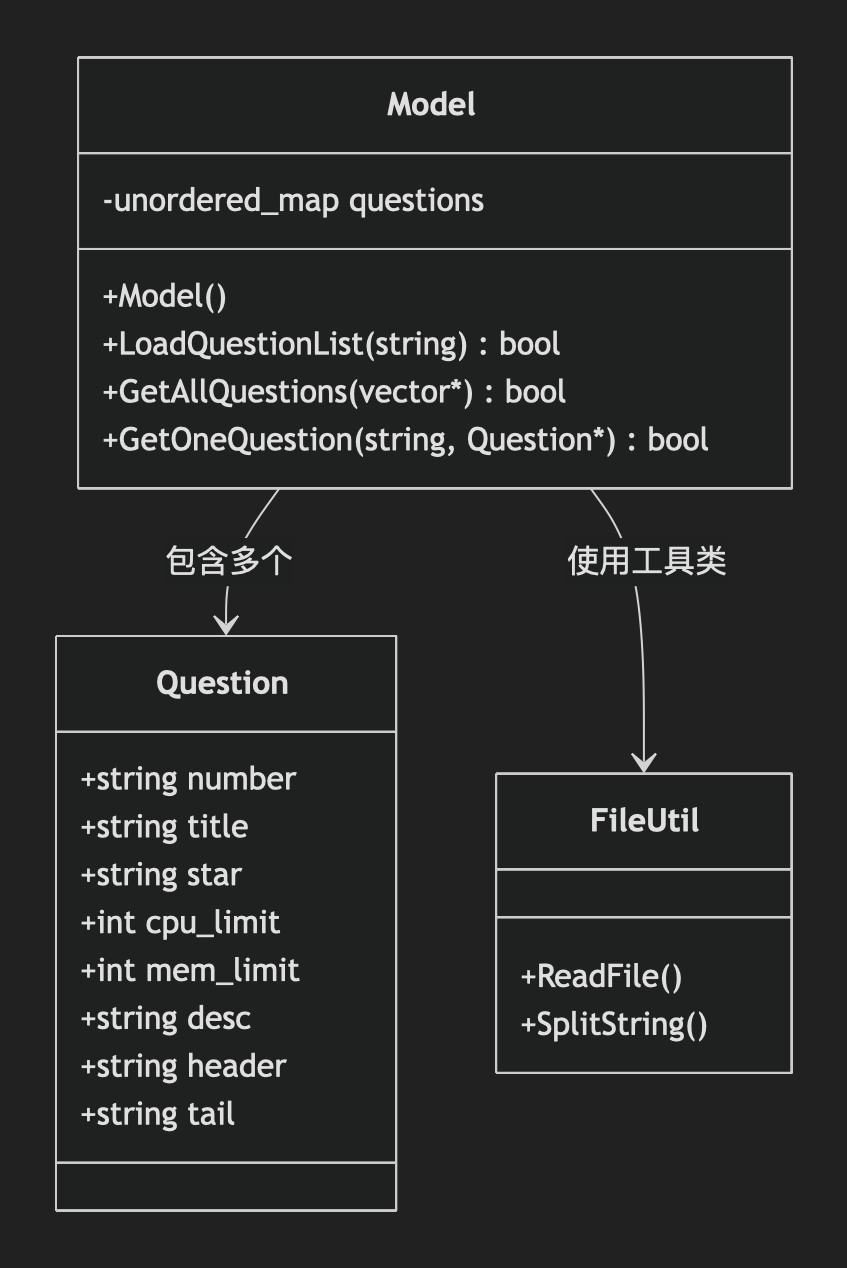 Model
-unordered_map questions
+Model()
+LoadQuestionList(string) : bool
+GetAllQuestions(vector*) : bool
+GetOneQuestion(string, Question*) : bool
包含多个
使用工具类
Question
+string number
+string title
+string star
+int cpu_limit
+int mem_limit
+string desc
+string header
+string tail
FileUtil
+ReadFile()
+SplitString()